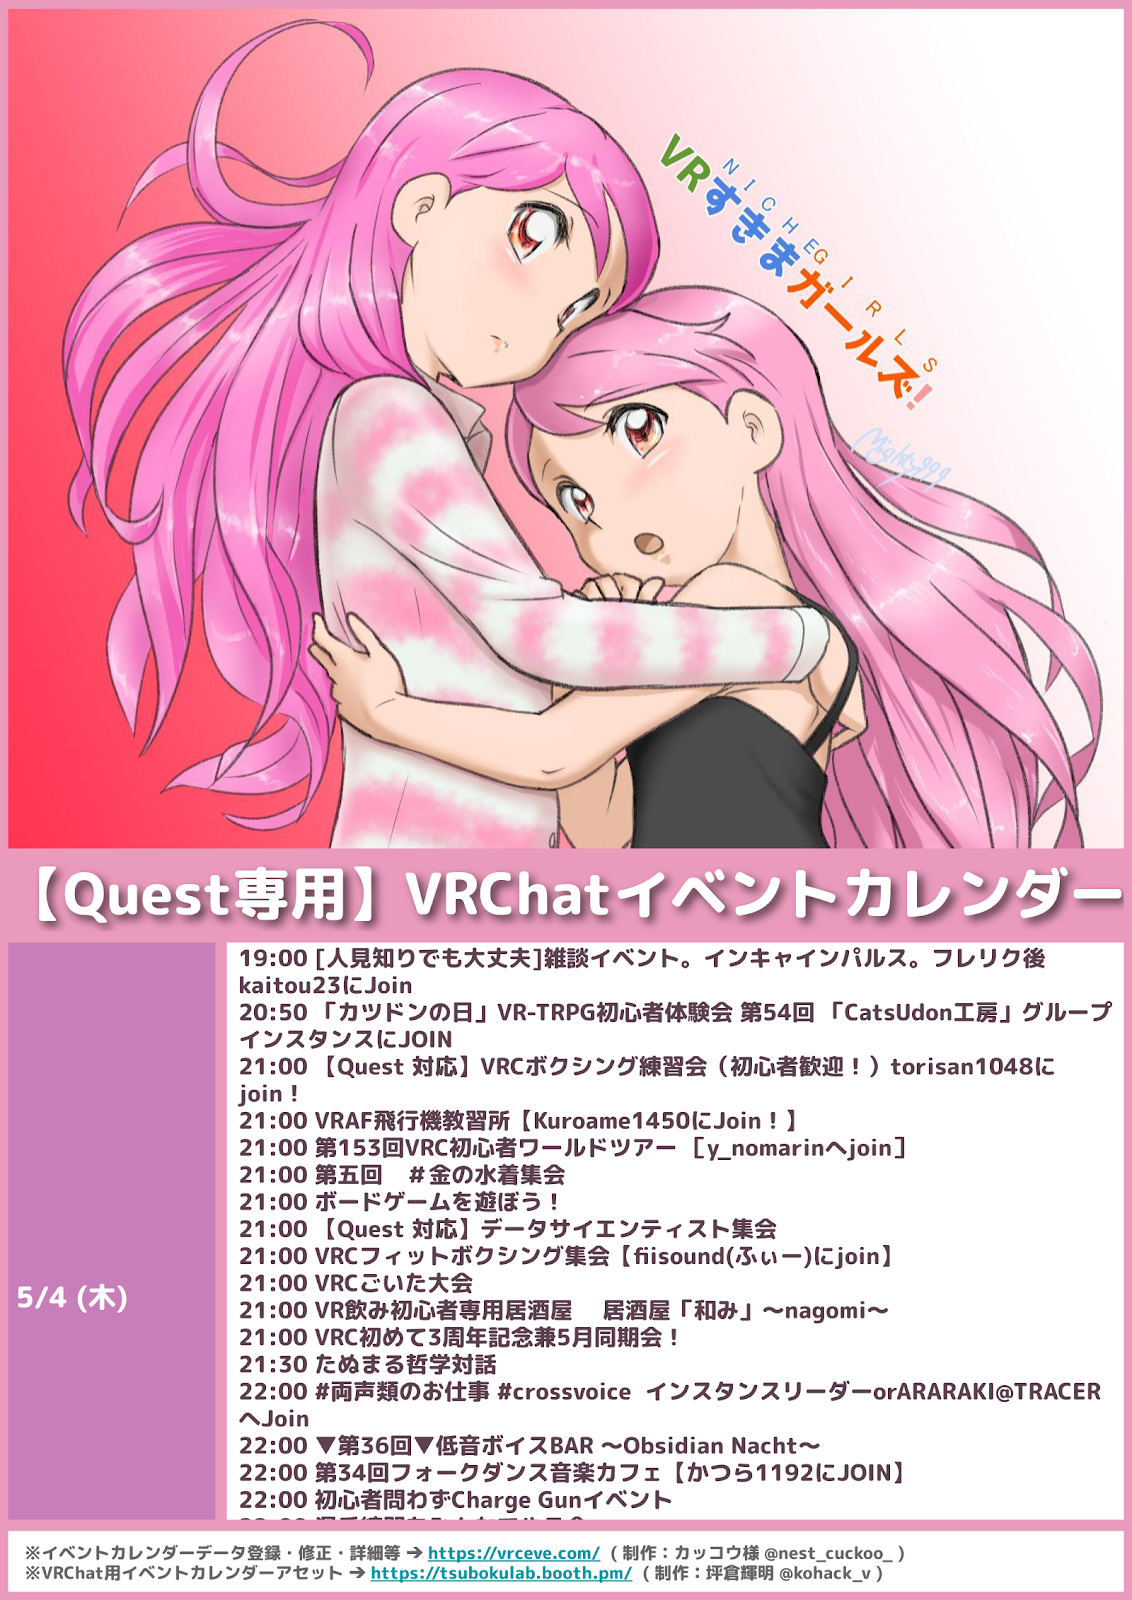 NICHE GIRLS
VRすきまガールズ!
Mighty999
【Quest専用】VRChatイベントカレンダー
5/4 (木)
19:00 [人見知りでも大丈夫]雑談イベント。インキャインパルス。フレリク後
kaitou23にJoin
20:50 「カツドンの日」VR-TRPG初心者体験会 第54回 「CatsUdon工房」グループ
インスタンスにJOIN
21:00 【Quest 対応】VRCボクシング練習会（初心者歓迎！）torisan1048に
join！
21:00 VRAF飛行機教習所【Kuroame1450にJoin！】
21:00 第153回VRC初心者ワールドツアー ［y_nomarinへjoin］
21:00 第五回　＃金の水着集会
21:00 ボードゲームを遊ぼう！
21:00 【Quest 対応】データサイエンティスト集会
21:00 VRCフィットボクシング集会【fiisound(ふぃー)にjoin】
21:00 VRCごいた大会
21:00 VR飲み初心者専用居酒屋　 居酒屋「和み」～nagomi～
21:00 VRC初めて3周年記念兼5月同期会！
21:30 たぬまる哲学対話
22:00 #両声類のお仕事 #crossvoice インスタンスリーダーorARARAKI@TRACER
へJoin
22:00 ▼第36回▼低音ボイスBAR ～Obsidian Nacht～
22:00 第34回フォークダンス音楽カフェ【かつら1192にJOIN】
22:00 初心者問わずCharge Gunイベント
※イベントカレンダーデータ登録・修正・詳細等 ➔ https://vrceve.com/ ( 制作：カッコウ様 @nest_cuckoo_ )
※VRChat用イベントカレンダーアセット ➔ https://tsubokulab.booth.pm/ ( 制作：坪倉輝明 @kohack_v )